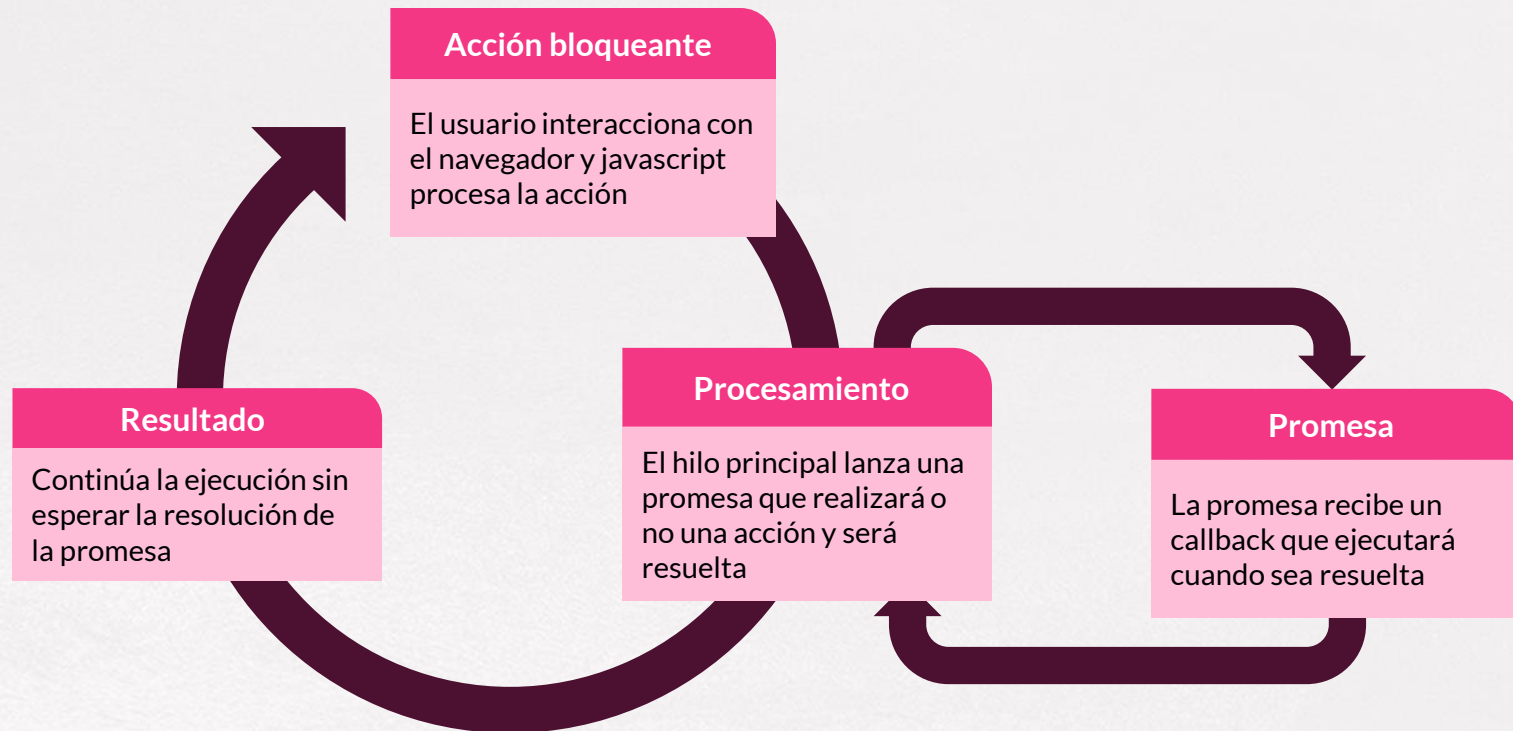 Acción bloqueante
El usuario interacciona con
el navegador y javascript
procesa la acción
Resultado
Continúa la ejecución sin
esperar la resolución de
la promesa
Procesamiento
El hilo principal lanza una
promesa que realizará o
no una acción y será
resuelta
Promesa
La promesa recibe un
callback que ejecutará
cuando sea resuelta